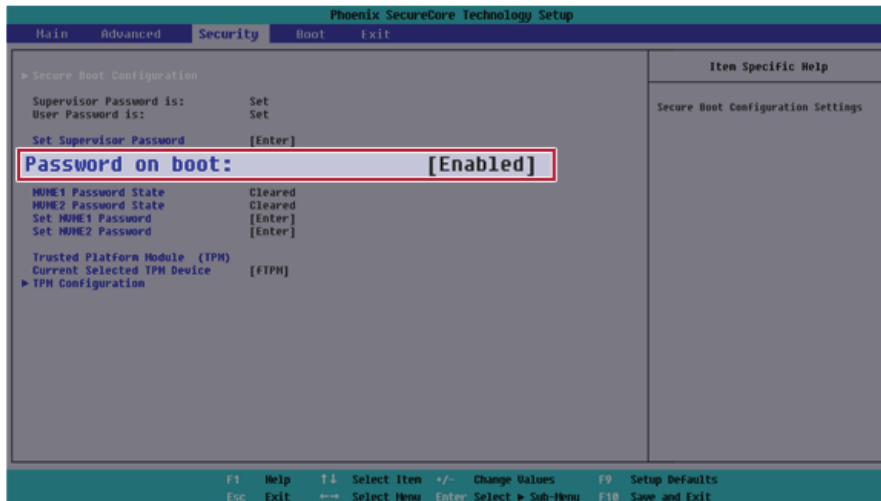 Phoenix SecureCore Technology Setup
Main Advanced Security Boot Exit
▶ Secure Boot Configuration
Item Specific Help
Supervisor Password is: Set
Secure Boot Configuration Settings
User Password is: Set
Set Supervisor Password [Enter]
Password on boot: [Enabled]
NVME1 Password State Cleared
NVME2 Password State Cleared
Set NVME1 Password [Enter]
Set NVME2 Password [Enter]
Trusted Platform Module (TPM)
Current Selected TPM Device [fTPM]
▶ TPM Configuration
F1 Help ↑↓ Select Item +/- Change Values F9 Setup Defaults
Esc Exit ←→ Select Menu Enter Select ▶ Sub-Menu F10 Save and Exit